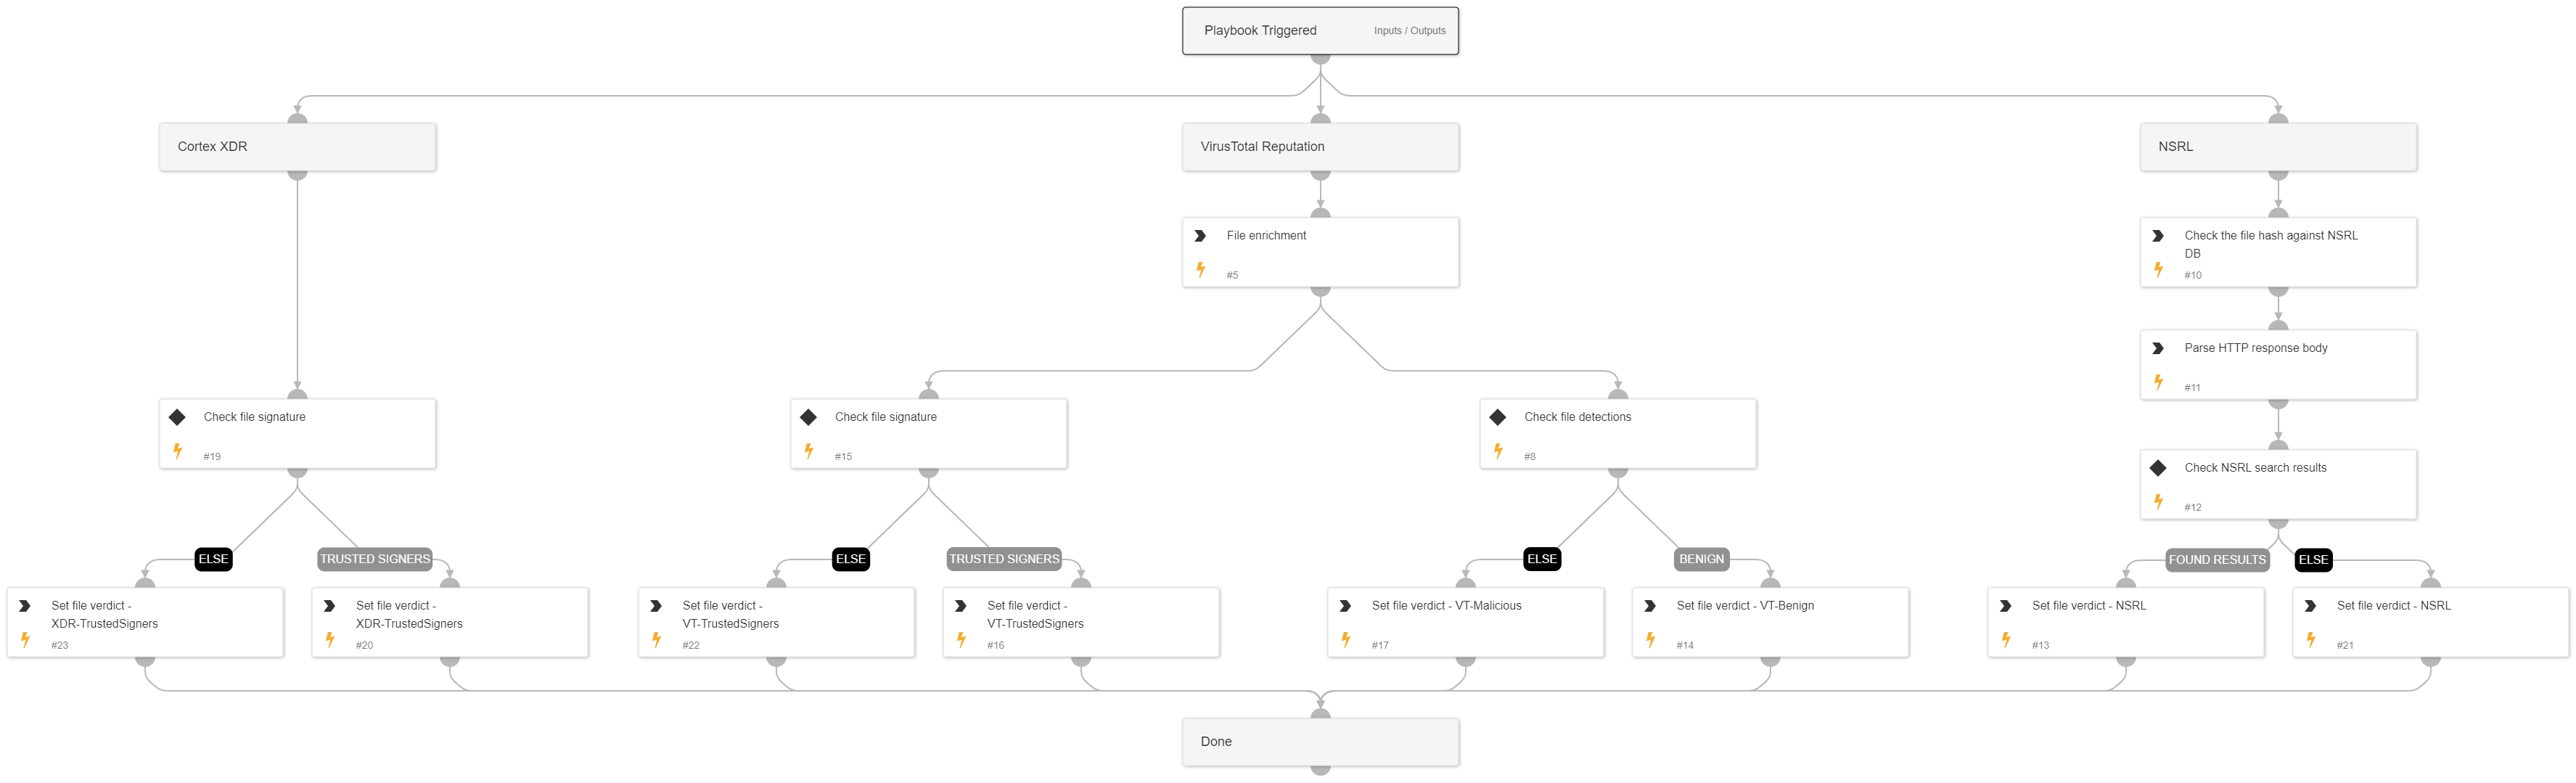 Playbook Triggered
Inputs / Outputs
Cortex XDR
VirusTotal Reputation
NSRL
File enrichment
#5
Check the file hash against NSRL
DB
#10
Parse HTTP response body
#11
Check file signature
#19
Check file signature
#15
Check file detections
#8
Check NSRL search results
#12
ELSE
TRUSTED SIGNERS
ELSE
TRUSTED SIGNERS
ELSE
BENIGN
FOUND RESULTS
ELSE
Set file verdict -
XDR-TrustedSigners
#23
Set file verdict -
XDR-TrustedSigners
#20
Set file verdict -
VT-TrustedSigners
#22
Set file verdict -
VT-TrustedSigners
#16
Set file verdict - VT-Malicious
#17
Set file verdict - VT-Benign
#14
Set file verdict - NSRL
#13
Set file verdict - NSRL
#21
Done